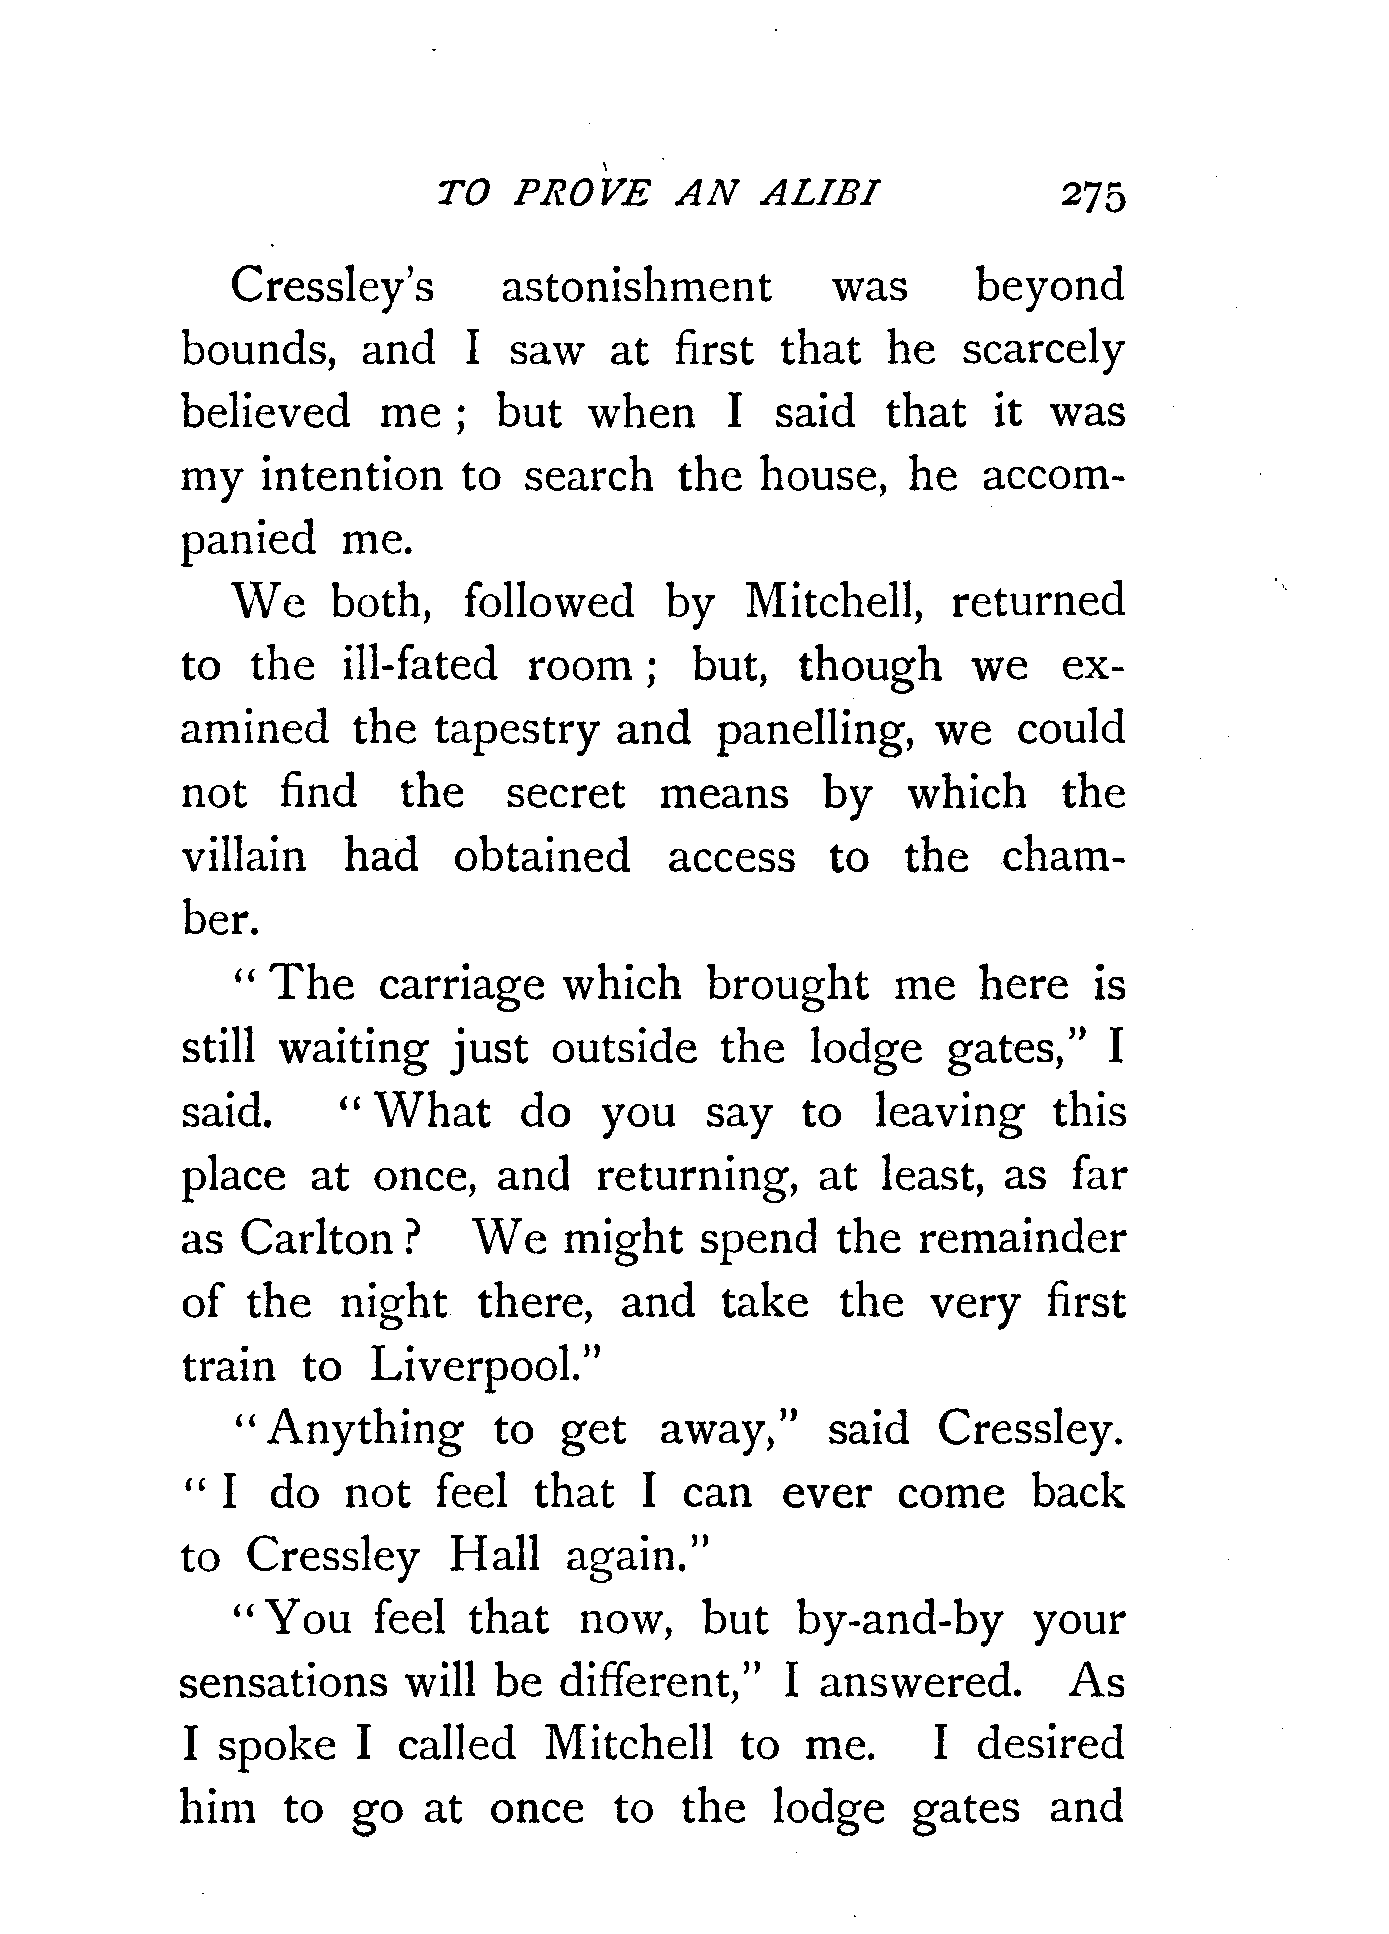 TO PROVE AN ALIBI 275
Cressley's astonishment was beyond
bounds, and I saw at first that he scarcely
believed me ; but when I said that it was
my intention to search the house, he accom-
panied me.
We both, followed by Mitchell, returned
to the ill-fated room ; but, though we ex-
amined the tapestry and panelling, we could
not find the secret means by which the
villain had obtained access to the cham-
ber.
“ The carriage which brought me here is
still waiting just outside the lodge gates,” I
said. “ What do you say to leaving this
place at once, and returning, at least, as far
as Carlton ? We might spend the remainder
of the night there, and take the very first
train to Liverpool.”
“ Anything to get away,” said Cressley.
“ I do not feel that I can ever come back
to Cressley Hall again.”
“ You feel that now, but by-and-by your
sensations will be different,” I answered. As
I spoke I called Mitchell to me. I desired
him to go at once to the lodge gates and